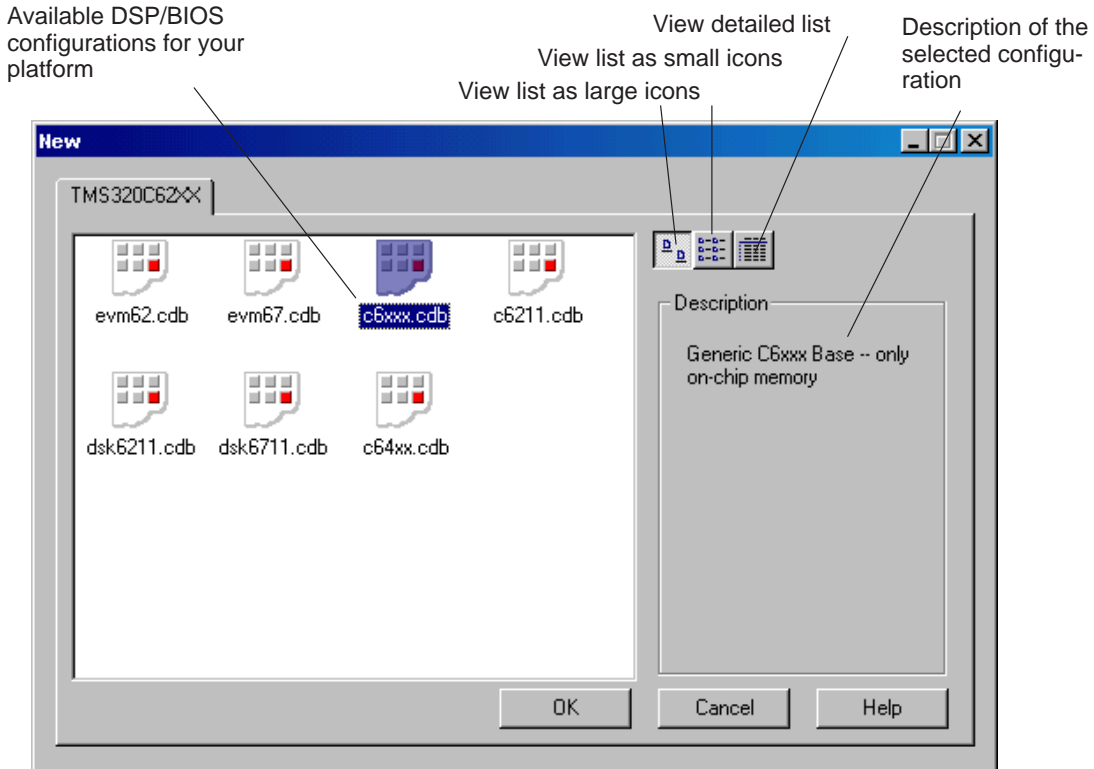 Available DSP/BIOS
configurations for your
platform
View detailed list
View list as small icons
View list as large icons
Description of the
selected configu-
ration
New
TMS320C62XX
evm62.cdb
evm67.cdb
c6xxx.cdb
c6211.cdb
dsk6211.cdb
dsk6711.cdb
c64xx.cdb
Description
Generic C6xxx Base -- only
on-chip memory
OK
Cancel
Help